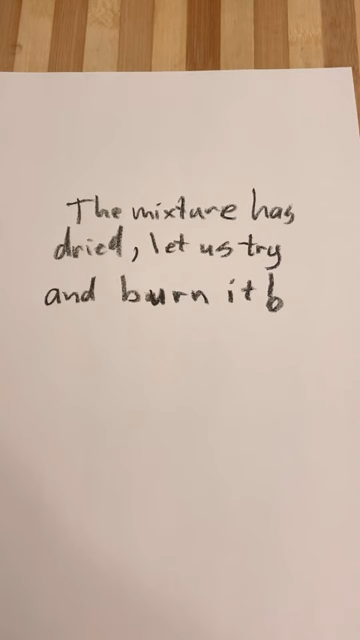 The mixture has
dried, let us try
and burn it!